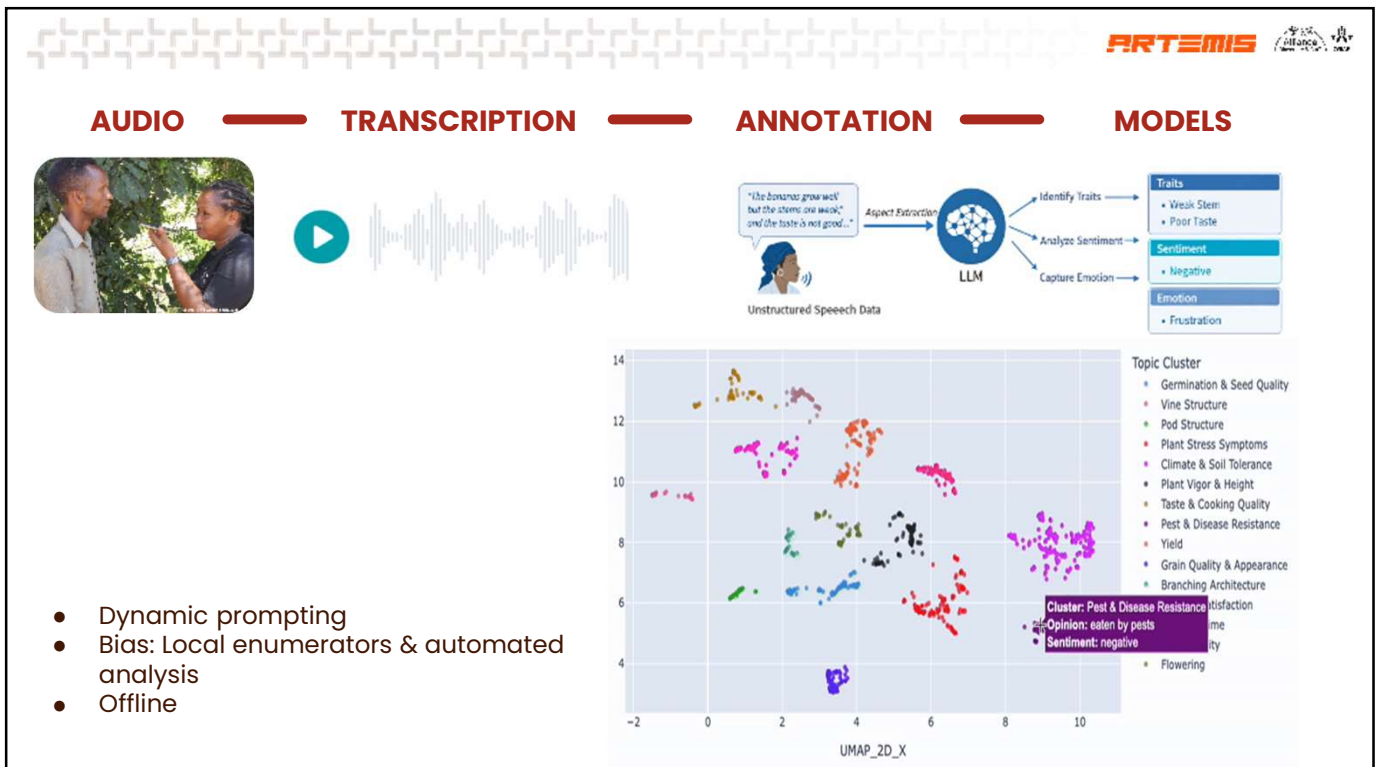 ARTEMIS
Alliance
AUDIO
TRANSCRIPTION
ANNOTATION
MODELS
"The bananas grow well
but the stems are weak,"
and the taste is not good..."
Unstructured Speeech Data
Aspect Extraction
LLM
Identify Traits
Analyze Sentiment
Capture Emotion
Traits
• Weak Stem
• Poor Taste
Sentiment
• Negative
Emotion
• Frustration
● Dynamic prompting
● Bias: Local enumerators & automated
analysis
● Offline
14
12
10
8
6
4
−2
0
2
4
6
8
10
UMAP_2D_X
Topic Cluster
Germination & Seed Quality
Vine Structure
Pod Structure
Plant Stress Symptoms
Climate & Soil Tolerance
Plant Vigor & Height
Taste & Cooking Quality
Pest & Disease Resistance
Yield
Grain Quality & Appearance
Branching Architecture
atisfaction
ime
ity
Flowering
Cluster: Pest & Disease Resistance
Opinion: eaten by pests
Sentiment: negative